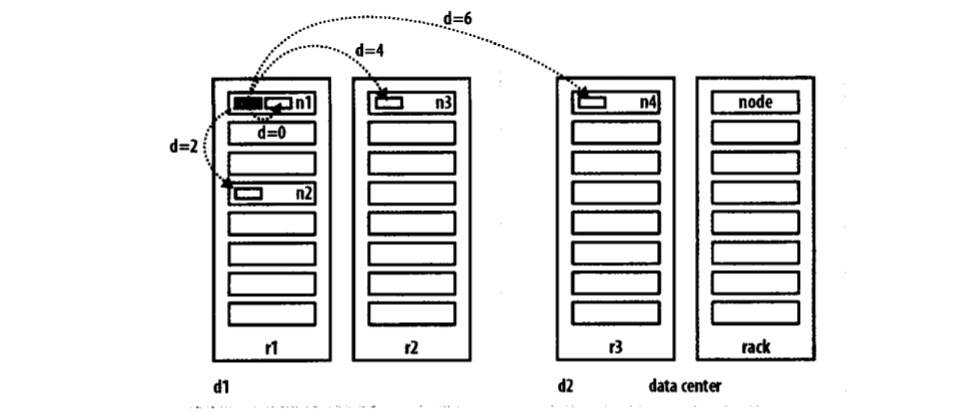 d=6
d=4
n1
n3
n4
node
d=0
d=2
n2
r1
r2
r3
rack
d1
d2
data center